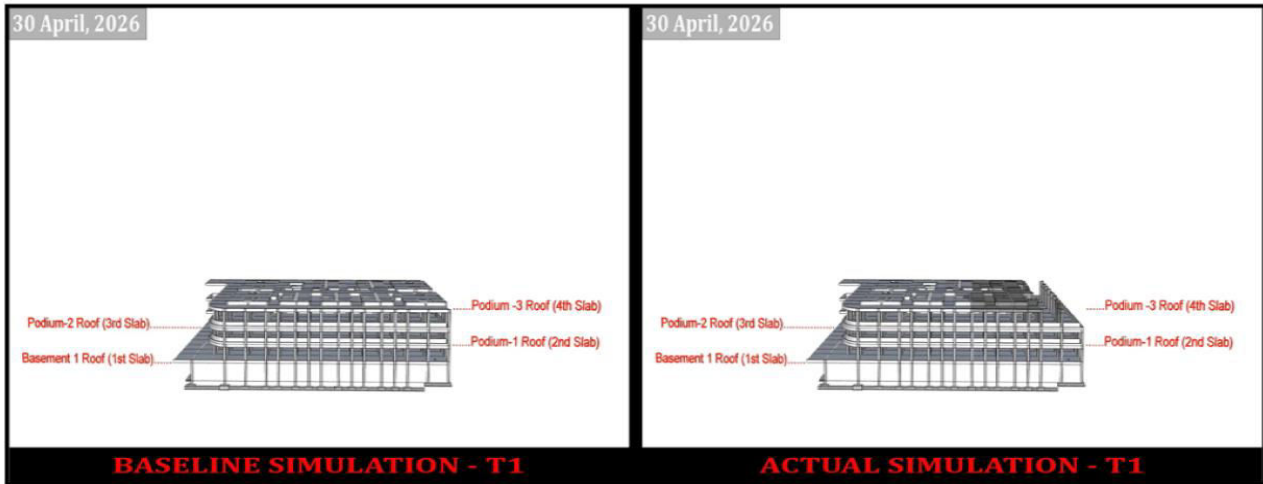 30 April, 2026
Podium -3 Roof (4th Slab)
Podium-2 Roof (3rd Slab)
Podium-1 Roof (2nd Slab)
Basement 1 Roof (1st Slab)
BASELINE SIMULATION - T1
30 April, 2026
Podium -3 Roof (4th Slab)
Podium-2 Roof (3rd Slab)
Podium-1 Roof (2nd Slab)
Basement 1 Roof (1st Slab)
ACTUAL SIMULATION - T1